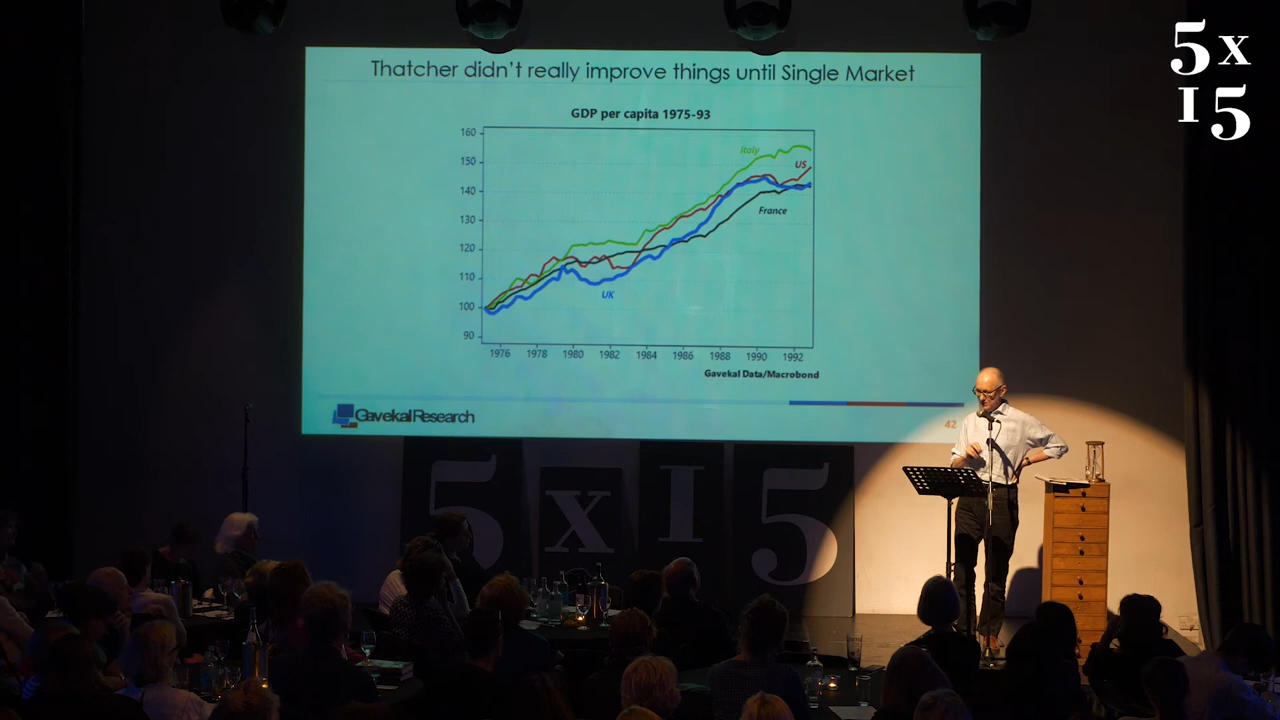 5 x
15
Thatcher didn't really improve things until Single Market
GDP per capita 1975-93
160
150
140
130
120
110
100
90
Italy
US
France
UK
1976 1978 1980 1982 1984 1986 1988 1990 1992
Gavekal Data/Macrobond
Gavekal Research
42
5 x 1 5